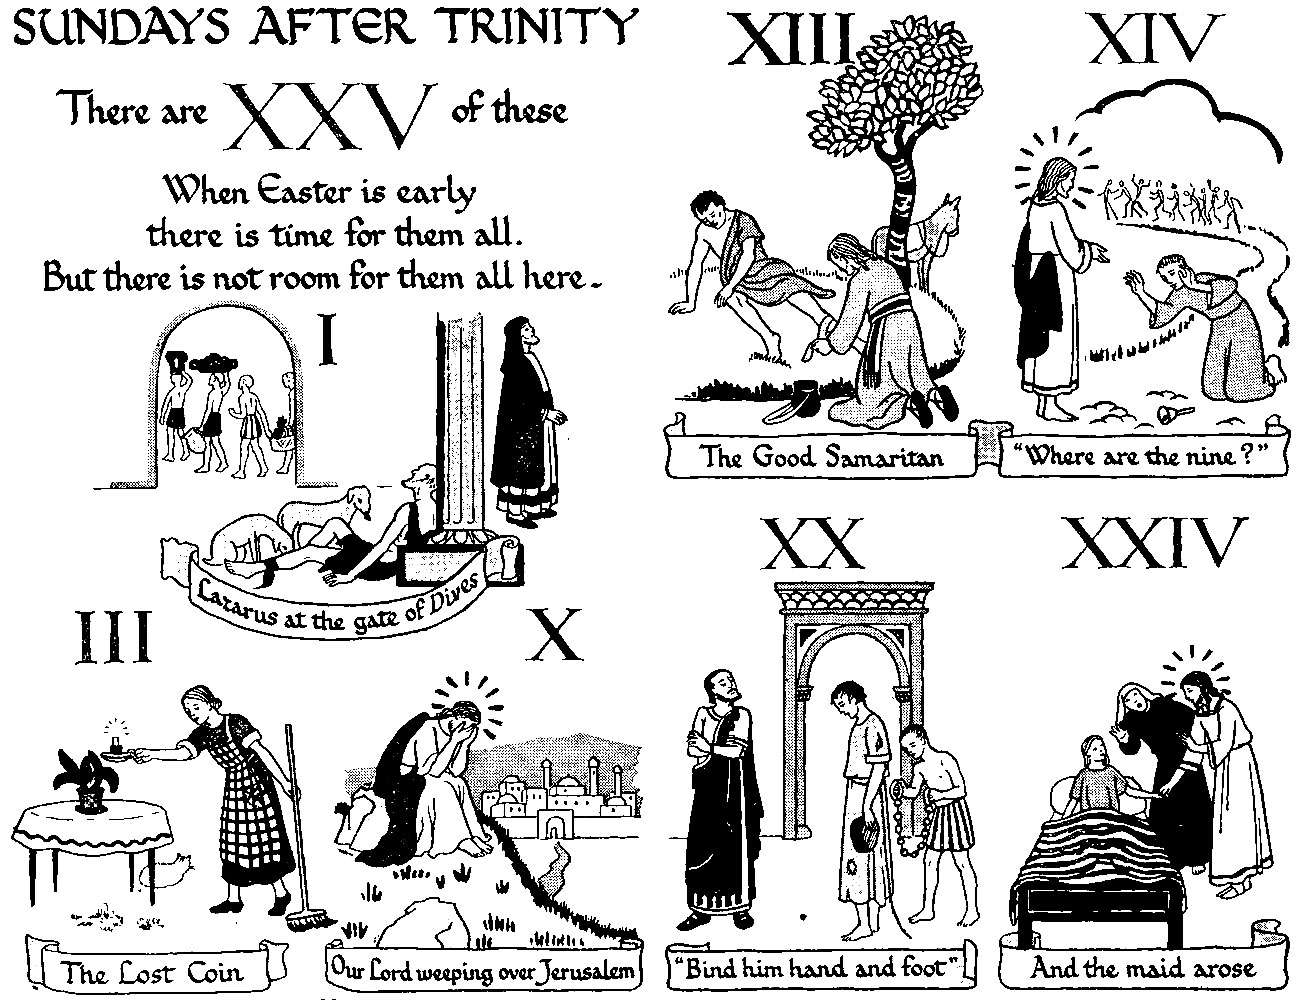 SUNDAYS AFTER TRINITY
There are XXV of these
When Easter is early
there is time for them all.
But there is not room for them all here.
I
Lazarus at the gate of Dives
III
The Lost Coin
X
Our Lord weeping over Jerusalem
XIII
The Good Samaritan
XIV
"Where are the nine?"
XX
"Bind him hand and foot"
XXIV
And the maid arose